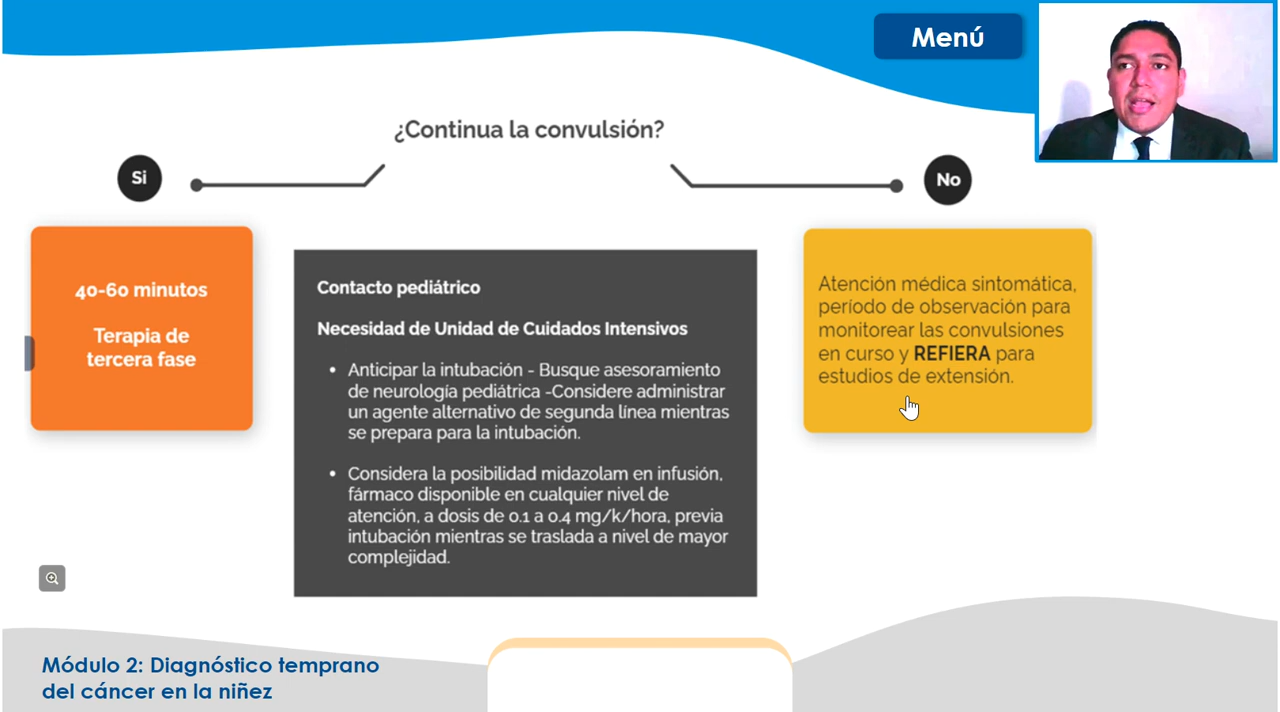 Menú
¿Continua la convulsión?
Si
No
40-60 minutos
Terapia de
tercera fase
Contacto pediátrico
Necesidad de Unidad de Cuidados Intensivos
• Anticipar la intubación - Busque asesoramiento
de neurología pediátrica -Considere administrar
un agente alternativo de segunda línea mientras
se prepara para la intubación.
• Considera la posibilidad midazolam en infusión,
fármaco disponible en cualquier nivel de
atención, a dosis de 0.1 a 0.4 mg/k/hora, previa
intubación mientras se traslada a nivel de mayor
complejidad.
Atención médica sintomática,
período de observación para
monitorear las convulsiones
en curso y REFIERA para
estudios de extensión.
Módulo 2: Diagnóstico temprano
del cáncer en la niñez